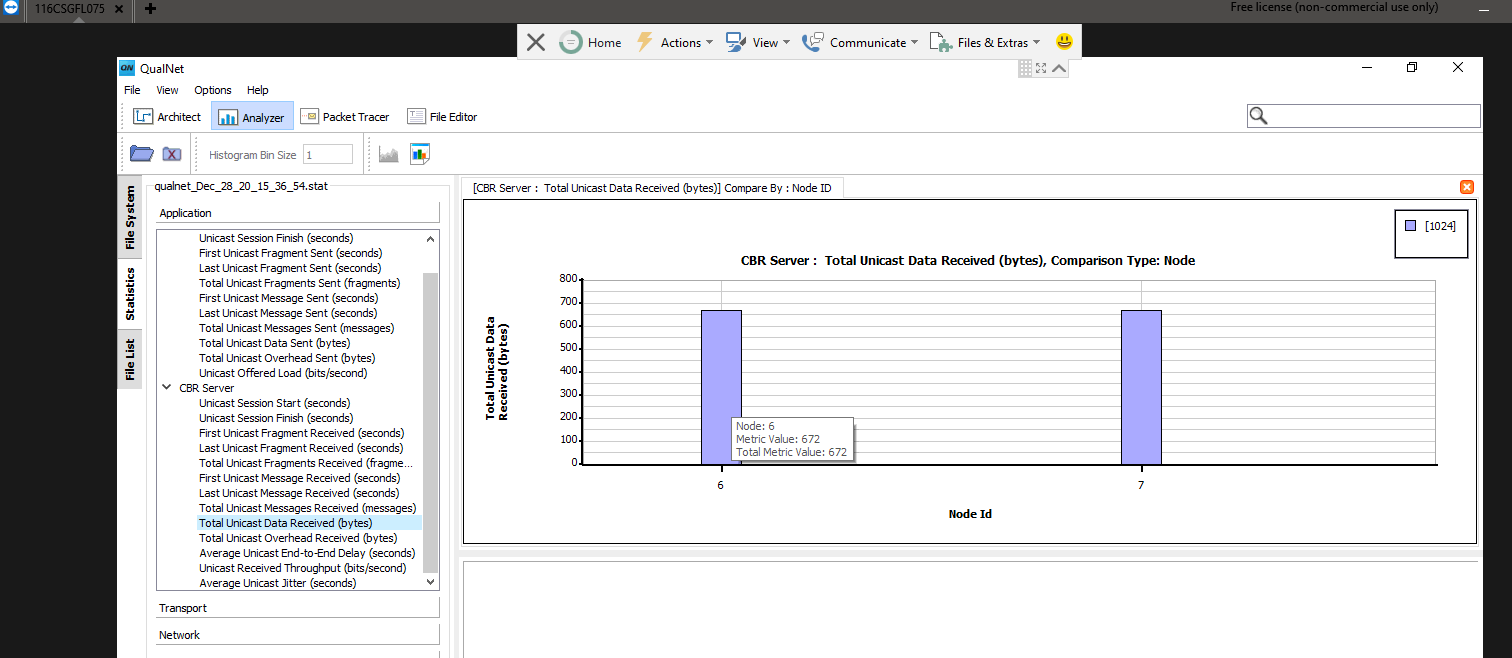 116CSGFL075
Free license (non-commercial use only)
Home
Actions
View
Communicate
Files & Extras
QN QualNet
File View Options Help
Architect Analyzer Packet Tracer File Editor
Histogram Bin Size 1
File System
Statistics
File List
qualnet_Dec_28_20_15_36_54.stat
Application
Unicast Session Finish (seconds)
First Unicast Fragment Sent (seconds)
Last Unicast Fragment Sent (seconds)
Total Unicast Fragments Sent (fragments)
First Unicast Message Sent (seconds)
Last Unicast Message Sent (seconds)
Total Unicast Messages Sent (messages)
Total Unicast Data Sent (bytes)
Total Unicast Overhead Sent (bytes)
Unicast Offered Load (bits/second)
CBR Server
Unicast Session Start (seconds)
Unicast Session Finish (seconds)
First Unicast Fragment Received (seconds)
Last Unicast Fragment Received (seconds)
Total Unicast Fragments Received (fragme...
First Unicast Message Received (seconds)
Last Unicast Message Received (seconds)
Total Unicast Messages Received (messages)
Total Unicast Data Received (bytes)
Total Unicast Overhead Received (bytes)
Average Unicast End-to-End Delay (seconds)
Unicast Received Throughput (bits/second)
Average Unicast Jitter (seconds)
Transport
Network
[CBR Server : Total Unicast Data Received (bytes)] Compare By : Node ID
[1024]
CBR Server : Total Unicast Data Received (bytes), Comparison Type: Node
Total Unicast Data
Received (bytes)
800
700
600
500
400
300
200
100
0
Node: 6
Metric Value: 672
Total Metric Value: 672
6
7
Node Id